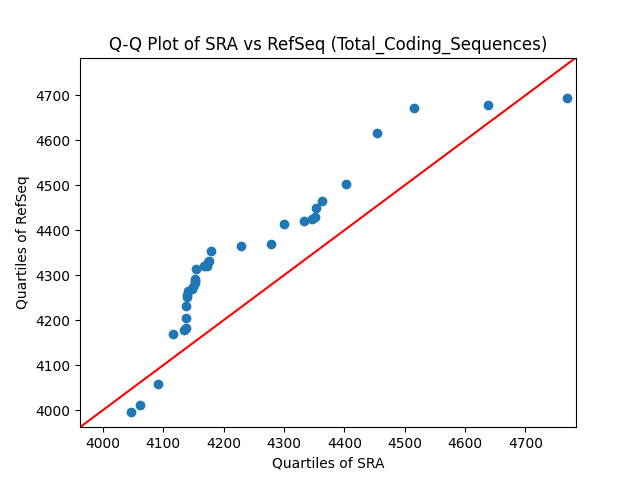 Q-Q Plot of SRA vs RefSeq (Total_Coding_Sequences)
Quartiles of RefSeq
4700
4600
4500
4400
4300
4200
4100
4000
4000 4100 4200 4300 4400 4500 4600 4700
Quartiles of SRA